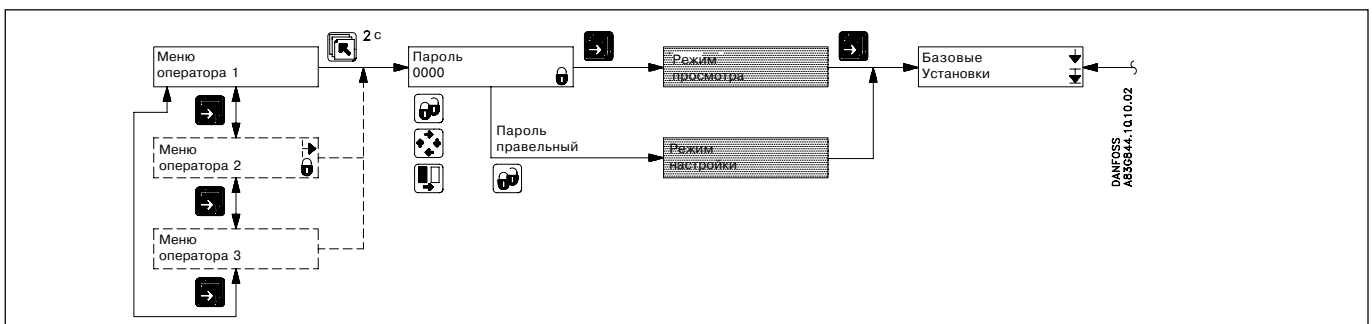 Меню
оператора 1
2 с
Пароль
0000
Режим
просмотра
Базовые
Установки
Меню
оператора 2
Пароль
правельный
Режим
настройки
Меню
оператора 3
DANFOSS
A83G844.10.10.02